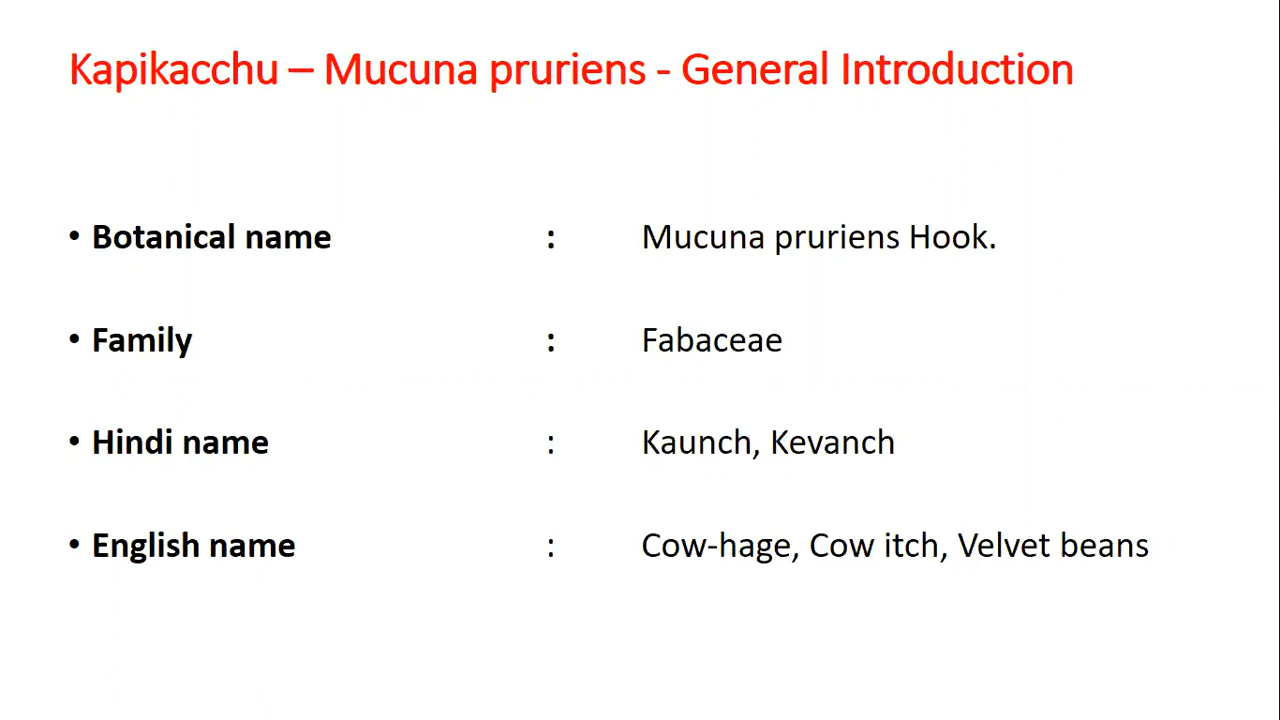 Kapikacchu – Mucuna pruriens - General Introduction
• Botanical name : Mucuna pruriens Hook.
• Family : Fabaceae
• Hindi name : Kaunch, Kevanch
• English name : Cow-hage, Cow itch, Velvet beans